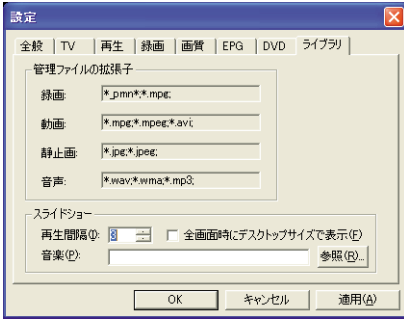 設定
全般 TV 再生 録画 画質 EPG DVD ライブラリ
管理ファイルの拡張子
録画: *_pmn*;*.mpg;
動画: *.mpg;*.mpeg;*.avi;
静止画: *.jpg;*.jpeg;
音声: *.wav;*.wma;*.mp3;
スライドショー
再生間隔(I): 3 全画面時にデスクトップサイズで表示(F)
音楽(P): 参照(R)...
OK キャンセル 適用(A)